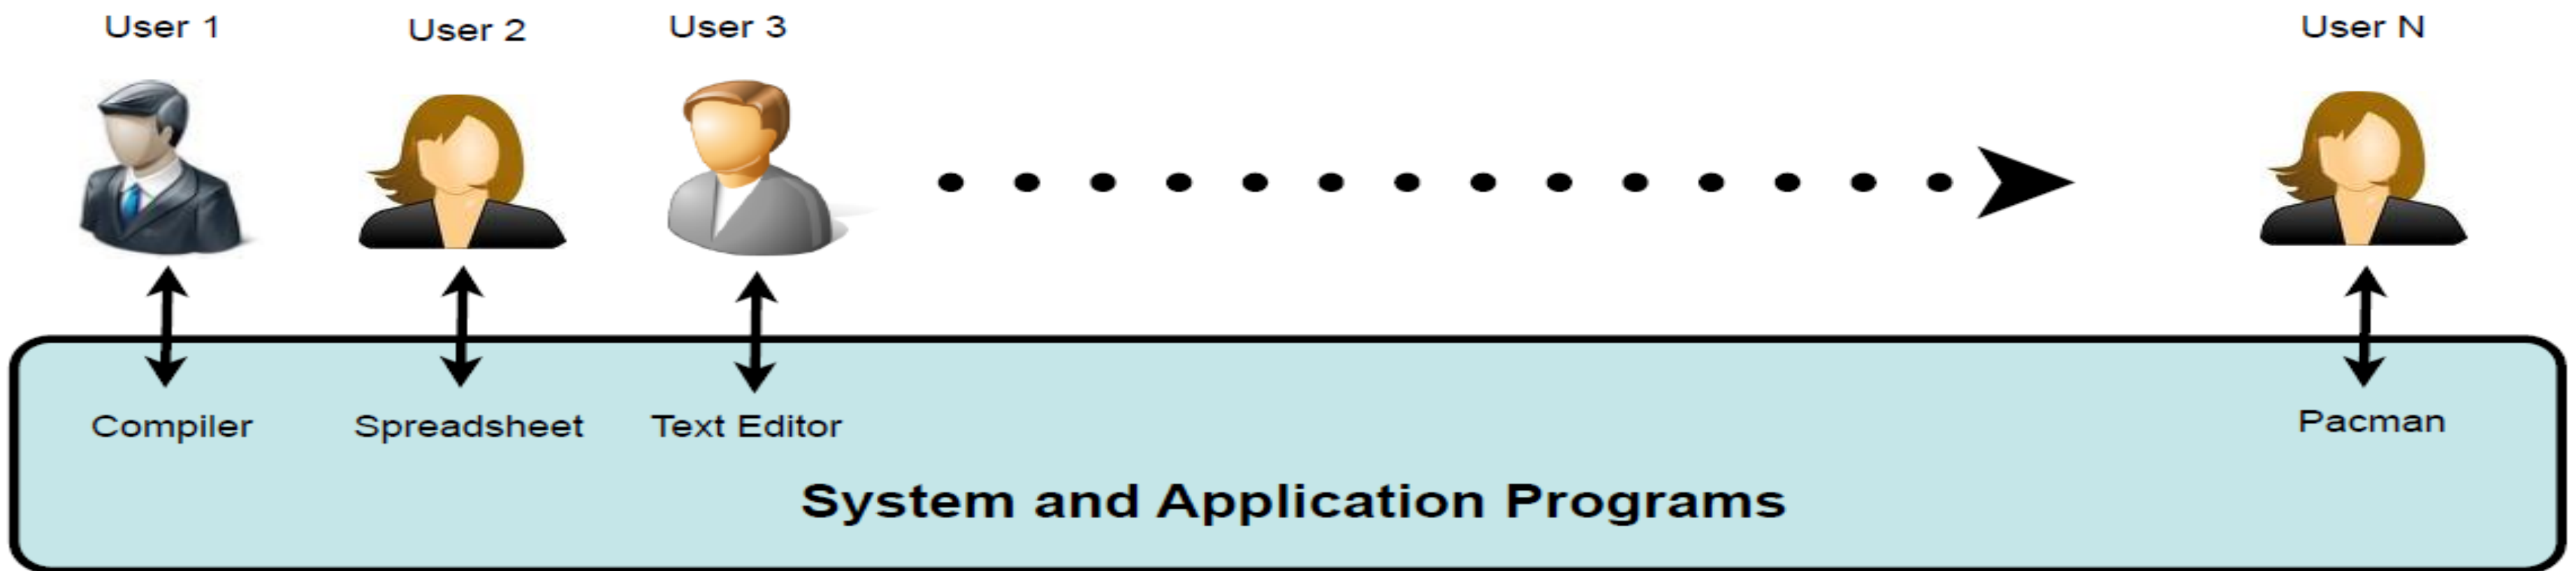 User 1 User 2 User 3 User N
Compiler Spreadsheet Text Editor Pacman
System and Application Programs